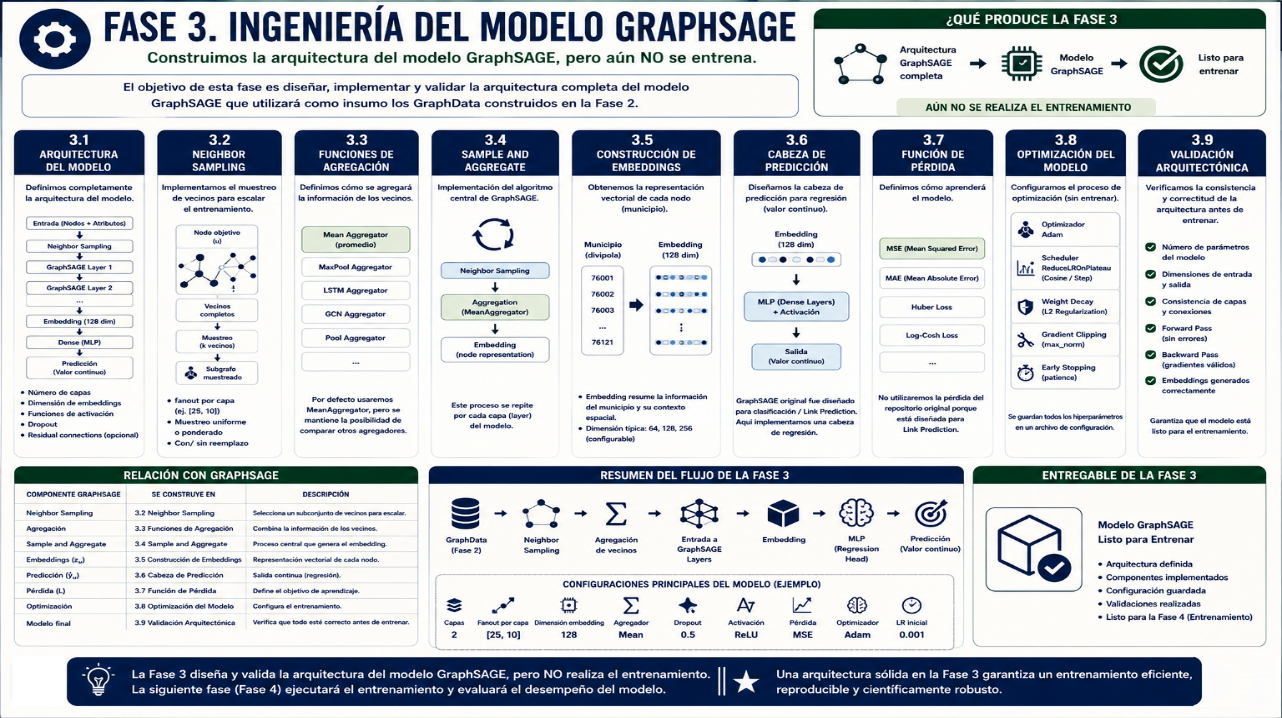 FASE 3. INGENIERÍA DEL MODELO GRAPHSAGE
Construimos la arquitectura del modelo GraphSAGE, pero aún NO se entrena.
El objetivo de esta fase es diseñar, implementar y validar la arquitectura completa del modelo
GraphSAGE que utilizará como insumo los GraphData construidos en la Fase 2.
¿QUÉ PRODUCE LA FASE 3
Arquitectura
GraphSAGE
completa
Modelo
GraphSAGE
Listo para
entrenar
AÚN NO SE REALIZA EL ENTRENAMIENTO
3.1
ARQUITECTURA
DEL MODELO
Definimos completamente
la arquitectura del modelo.
Entrada (Nodos + Atributos)
Neighbor Sampling
GraphSAGE Layer 1
GraphSAGE Layer 2
...
Embedding (128 dim)
Dense (MLP)
Predicción
(Valor continuo)
• Número de capas
• Dimensión de embeddings
• Funciones de activación
• Dropout
• Residual connections (opcional)
3.2
NEIGHBOR
SAMPLING
Implementamos el muestreo
de vecinos para escalar
el entrenamiento.
Nodo objetivo
(u)
Vecinos
completos
Muestreo
(k vecinos)
Subgrafo
muestreado
• fanout por capa
(ej. [25, 10])
• Muestreo uniforme
o ponderado
• Con/ sin reemplazo
3.3
FUNCIONES DE
AGREGACIÓN
Definimos cómo se agregará
la información de los vecinos.
Mean Aggregator
(promedio)
MaxPool Aggregator
LSTM Aggregator
GCN Aggregator
Pool Aggregator
...
Por defecto usaremos
MeanAggregator, pero se
mantiene la posibilidad de
comparar otros agregadores.
3.4
SAMPLE AND
AGGREGATE
Implementación del algoritmo
central de GraphSAGE.
Neighbor Sampling
Aggregation
(MeanAggregator)
Embedding
(node representation)
Este proceso se repite
por cada capa (layer)
del modelo.
3.5
CONSTRUCCIÓN DE
EMBEDDINGS
Obtenemos la representación
vectorial de cada nodo
(municipio).
Municipio
(divipola)
Embedding
(128 dim)
76001
76002
76003
...
76121
• Embedding resume la información
del municipio y su contexto
espacial.
• Dimensión típica: 64, 128, 256
(configurable)
3.6
CABEZA DE
PREDICCIÓN
Diseñamos la cabeza de
predicción para regresión
(valor continuo).
Embedding
(128 dim)
MLP (Dense Layers)
+ Activación
Salida
(Valor continuo)
GraphSAGE original fue diseñado
para clasificación / Link Prediction.
Aquí implementamos una cabeza
de regresión.
3.7
FUNCIÓN DE
PÉRDIDA
Definimos cómo aprenderá
el modelo.
MSE (Mean Squared Error)
MAE (Mean Absolute Error)
Huber Loss
Log-Cosh Loss
...
No utilizaremos la pérdida del
repositorio original porque
está diseñada para
Link Prediction.
3.8
OPTIMIZACIÓN DEL
MODELO
Configuramos el proceso de
optimización (sin entrenar).
Optimizador
Adam
Scheduler
ReduceLROnPlateau
(Cosine / Step)
Weight Decay
(L2 Regularization)
Gradient Clipping
(max_norm)
Early Stopping
(patience)
Se guardan todos los hiperparámetros
en un archivo de configuración.
3.9
VALIDACIÓN
ARQUITECTÓNICA
Verificamos la consistencia
y correctitud de la
arquitectura antes de
entrenar.
Número de parámetros
del modelo
Dimensiones de entrada
y salida
Consistencia de capas
y conexiones
Forward Pass
(sin errores)
Backward Pass
(gradientes válidos)
Embeddings generados
correctamente
Garantiza que el modelo está
listo para el entrenamiento.
RELACIÓN CON GRAPHSAGE
COMPONENTE GRAPHSAGE SE CONSTRUYE EN DESCRIPCIÓN
Neighbor Sampling 3.2 Neighbor Sampling Selecciona un subconjunto de vecinos para escalar.
Agregación 3.3 Funciones de Agregación Combina la información de los vecinos.
Sample and Aggregate 3.4 Sample and Aggregate Proceso central que genera el embedding.
Embeddings (zᵤ) 3.5 Construcción de Embeddings Representación vectorial de cada nodo.
Predicción (ŷᵤ) 3.6 Cabeza de Predicción Salida continua (regresión).
Pérdida (L) 3.7 Función de Pérdida Define el objetivo de aprendizaje.
Optimización 3.8 Optimización del Modelo Configura el entrenamiento.
Modelo final 3.9 Validación Arquitectónica Verifica que todo esté correcto antes de entrenar.
RESUMEN DEL FLUJO DE LA FASE 3
GraphData
(Fase 2)
Neighbor
Sampling
Agregación
de vecinos
Entrada a
GraphSAGE
Layers
Embedding
MLP
(Regression
Head)
Predicción
(Valor continuo)
CONFIGURACIONES PRINCIPALES DEL MODELO (EJEMPLO)
Capas Fanout por capa Dimensión embedding Agregador Dropout Activación Pérdida Optimizador LR inicial
2 [25, 10] 128 Mean 0.5 ReLU MSE Adam 0.001
ENTREGABLE DE LA FASE 3
Modelo GraphSAGE
Listo para Entrenar
• Arquitectura definida
• Componentes implementados
• Configuración guardada
• Validaciones realizadas
• Listo para la Fase 4 (Entrenamiento)
La Fase 3 diseña y valida la arquitectura del modelo GraphSAGE, pero NO realiza el entrenamiento.
La siguiente fase (Fase 4) ejecutará el entrenamiento y evaluará el desempeño del modelo.
Una arquitectura sólida en la Fase 3 garantiza un entrenamiento eficiente,
reproducible y científicamente robusto.